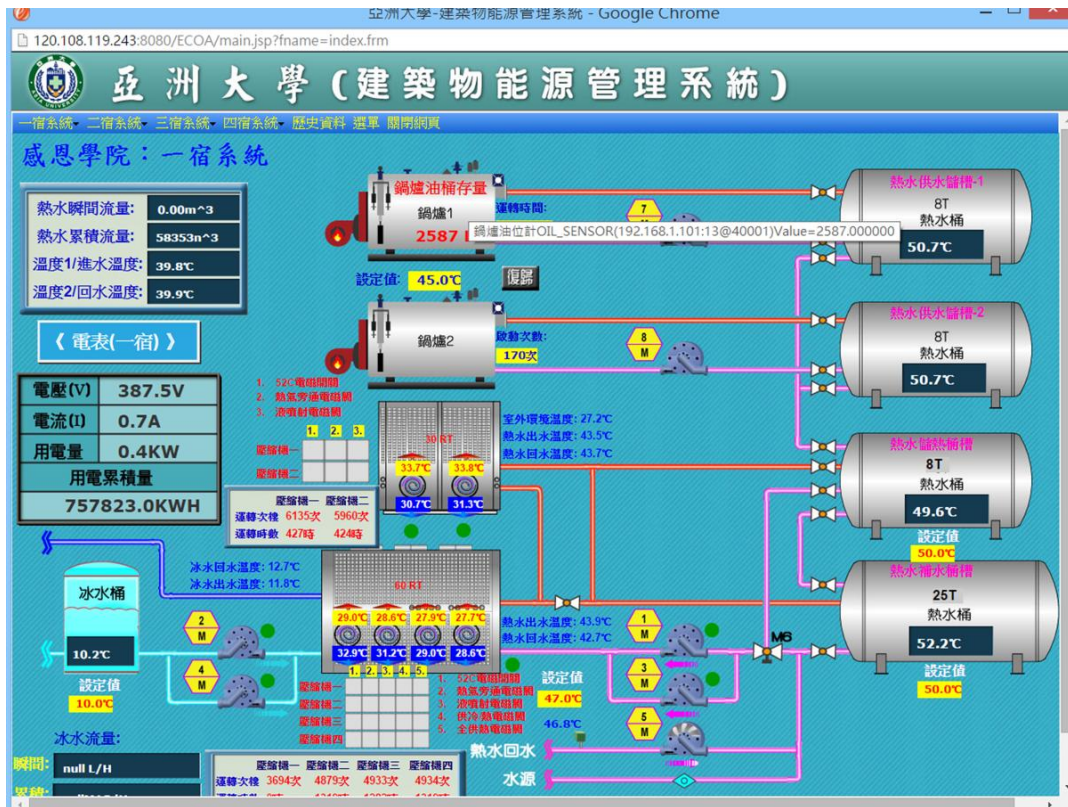 亞洲大學-建築物能源管理系統 - Google Chrome
120.108.119.243:8080/ECOA/main.jsp?fname=index.frm
亞洲大學(建築物能源管理系統)
一宿系統 二宿系統 三宿系統 四宿系統 歷史資料 選單 關閉網頁
感恩學院：一宿系統
熱水瞬間流量: 0.00m^3
熱水累積流量: 58353m^3
溫度1/進水溫度: 39.8℃
溫度2/回水溫度: 39.9℃
《 電表(一宿) 》
電壓(V) 387.5V
電流(I) 0.7A
用電量 0.4KW
用電累積量
757823.0KWH
鍋爐油桶存量
鍋爐1
2587
運轉時間:
鍋爐油位計OIL_SENSOR(192.168.1.101:13@40001)Value=2587.000000
設定值: 45.0℃
復歸
7
熱水供水儲槽-1
8T
熱水桶
50.7℃
鍋爐2
啟動次數:
170次
8
M
熱水供水儲槽-2
8T
熱水桶
50.7℃
1. 52C電磁開關
2. 熱氣旁通電磁閥
3. 液噴射電磁閥
1. 2. 3.
壓縮機一
壓縮機二
30 RT
33.7℃ 33.8℃
30.7℃ 31.3℃
室外環境溫度: 27.2℃
熱水出水溫度: 43.5℃
熱水回水溫度: 43.7℃
熱水儲熱桶槽
8T
熱水桶
49.6℃
設定值
50.0℃
壓縮機一 壓縮機二
運轉次檯 6135次 5960次
運轉時數 427時 424時
冰水回水溫度: 12.7℃
冰水出水溫度: 11.8℃
冰水桶
10.2℃
設定值
10.0℃
2
M
4
M
60 RT
29.0℃ 28.6℃ 27.9℃ 27.7℃
32.9℃ 31.2℃ 29.0℃ 28.6℃
熱水出水溫度: 43.9℃
熱水回水溫度: 42.7℃
1
M
3
M
5
M
M6
熱水補水桶槽
25T
熱水桶
52.2℃
設定值
50.0℃
1. 2. 3. 4. 5.
壓縮機一
壓縮機二
壓縮機三
壓縮機四
1. 52C電磁開關
2. 熱氣旁通電磁閥
3. 液噴射電磁閥
4. 供冷/熱電磁閥
5. 全供熱電磁閥
設定值
47.0℃
46.8℃
熱水回水
水源
冰水流量:
瞬間: null L/H
累積:
壓縮機一 壓縮機二 壓縮機三 壓縮機四
運轉次檯 3694次 4879次 4933次 4934次